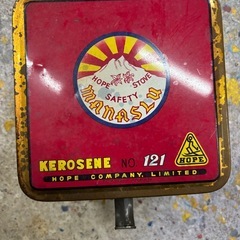 HOPE STOVE
SAFETY
MANASLU
KEROSENE NO 121
HOPE
HOPE COMPANY, LIMITED